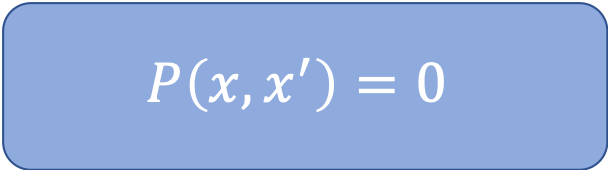 P(x, x′) = 0